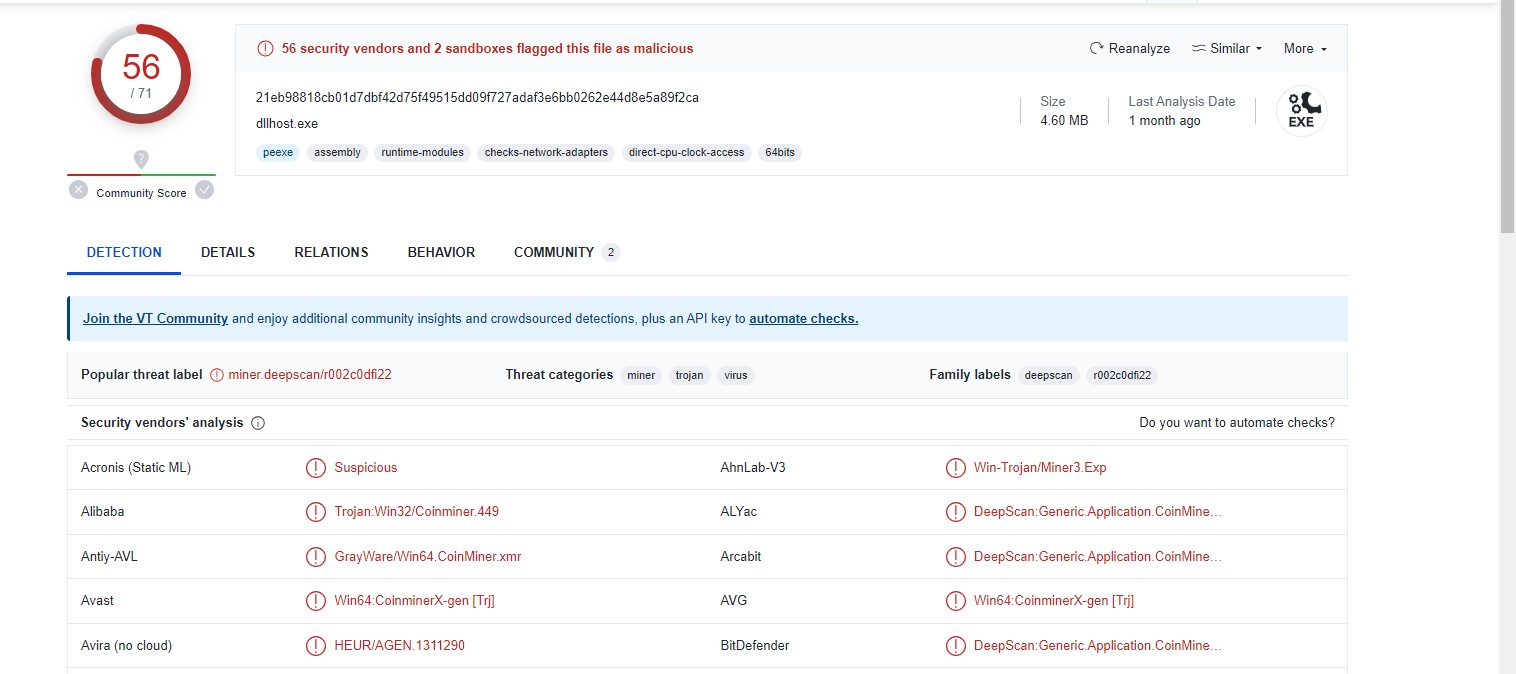 56
/ 71
Community Score
56 security vendors and 2 sandboxes flagged this file as malicious
Reanalyze Similar More
21eb98818cb01d7dbf42d75f49515dd09f727adaf3e6bb0262e44d8e5a89f2ca
dllhost.exe
peexe assembly runtime-modules checks-network-adapters direct-cpu-clock-access 64bits
Size
4.60 MB
Last Analysis Date
1 month ago
EXE
DETECTION DETAILS RELATIONS BEHAVIOR COMMUNITY 2
Join the VT Community and enjoy additional community insights and crowdsourced detections, plus an API key to automate checks.
Popular threat label miner.deepscan/r002c0dfi22 Threat categories miner trojan virus Family labels deepscan r002c0dfi22
Security vendors' analysis Do you want to automate checks?
Acronis (Static ML) Suspicious AhnLab-V3 Win-Trojan/Miner3.Exp
Alibaba Trojan:Win32/Coinminer.449 ALYac DeepScan:Generic.Application.CoinMine...
Antiy-AVL GrayWare/Win64.CoinMiner.xmr Arcabit DeepScan:Generic.Application.CoinMine...
Avast Win64:CoinminerX-gen [Trj] AVG Win64:CoinminerX-gen [Trj]
Avira (no cloud) HEUR/AGEN.1311290 BitDefender DeepScan:Generic.Application.CoinMine...